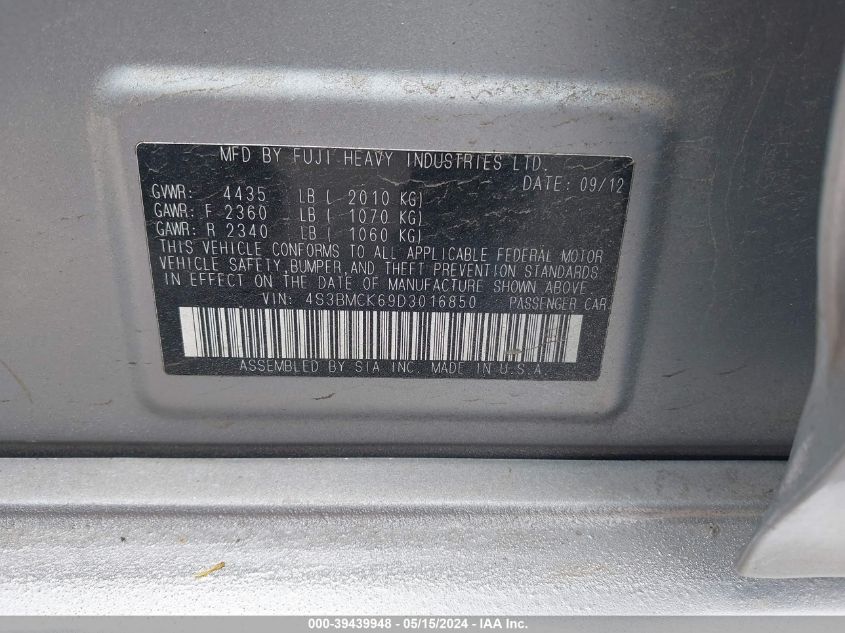 MFD BY FUJI HEAVY INDUSTRIES LTD.
DATE: 09/12
GVWR: 4435 LB ( 2010 KG)
GAWR: F 2360 LB ( 1070 KG)
GAWR: R 2340 LB ( 1060 KG)
THIS VEHICLE CONFORMS TO ALL APPLICABLE FEDERAL MOTOR
VEHICLE SAFETY, BUMPER, AND THEFT PREVENTION STANDARDS
IN EFFECT ON THE DATE OF MANUFACTURE SHOWN ABOVE
VIN: 4S3BMCK69D3016850 PASSENGER CAR
ASSEMBLED BY SIA INC. MADE IN U.S.A.
000-39439948 - 05/15/2024 - IAA Inc.